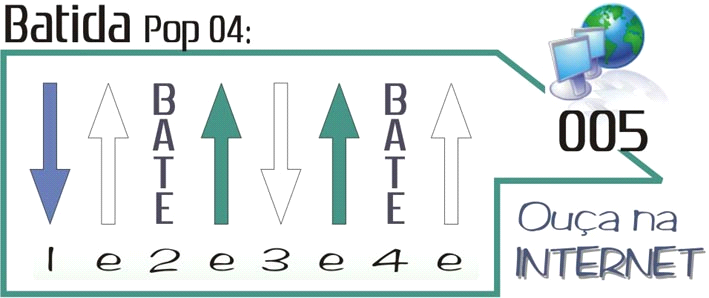 Batida Pop 04:
005
BATE
BATE
1 e 2 e 3 e 4 e
Ouça na
INTERNET